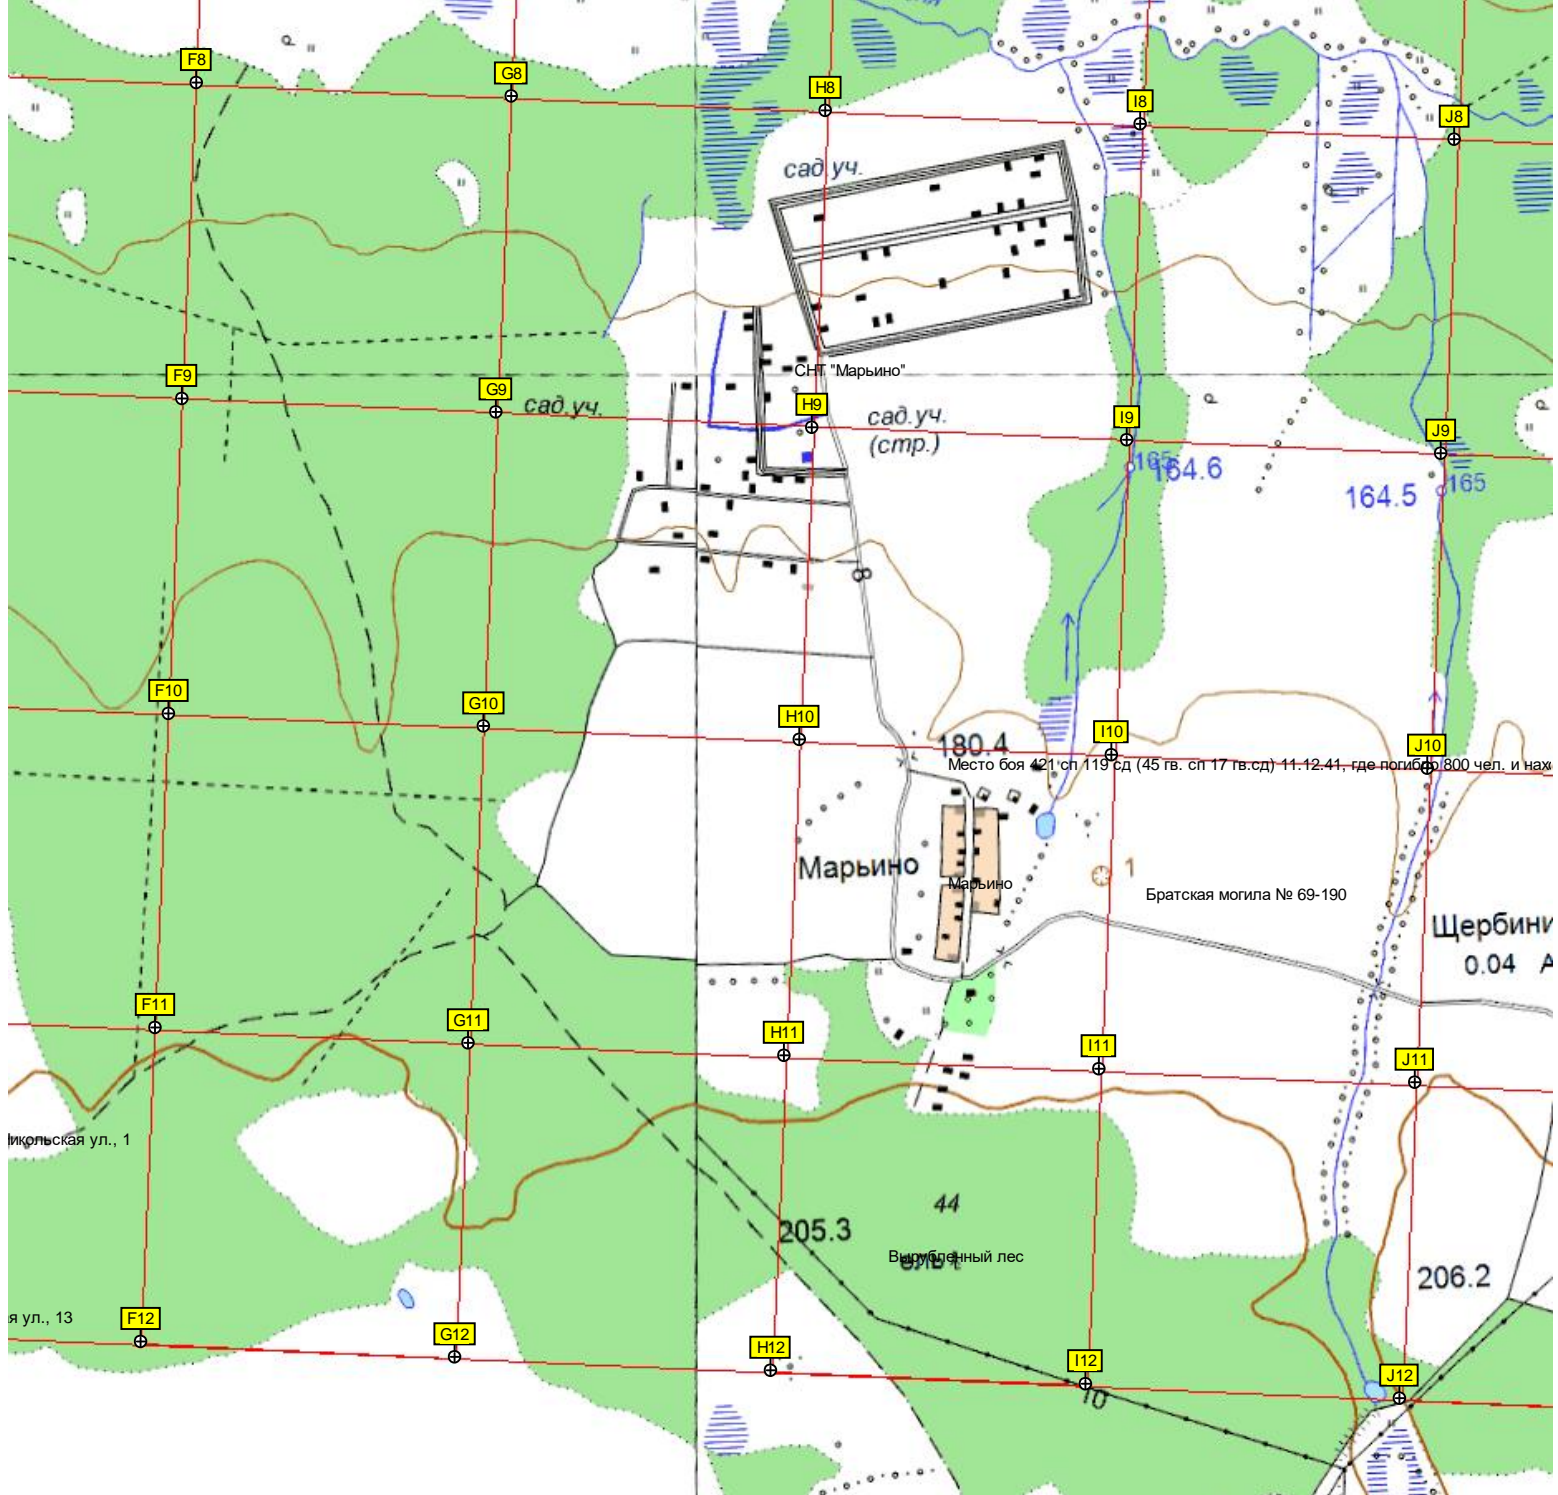 F8
G8
H8
I8
J8
сад.уч.
F9
G9
сад.уч.
СНТ "Марьино"
H9
сад.уч.
(стр.)
I9
J9
165
164.6
164.5
165
8
F10
G10
H10
180.4
I10
J10
Место боя 421 сп 119 сд (45 гв. сп 17 гв.сд) 11.12.41, где погибло 800 чел. и нах
Марьино
Марьино
1
Братская могила № 69-190
Щербини
0.04 А
F11
G11
H11
I11
J11
икольская ул., 1
44
205.3
Вырубленный лес
206.2
я ул., 13
F12
G12
H12
I12
J12
10